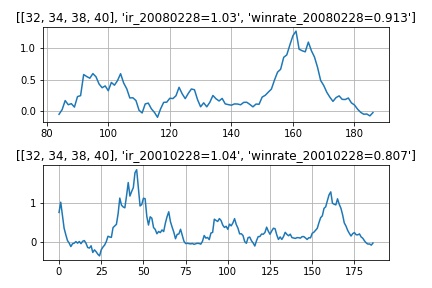 [[32, 34, 38, 40], 'ir_20080228=1.03', 'winrate_20080228=0.913']
1.0
0.5
0.0
80 100 120 140 160 180
[[32, 34, 38, 40], 'ir_20010228=1.04', 'winrate_20010228=0.807']
1
0
0 25 50 75 100 125 150 175